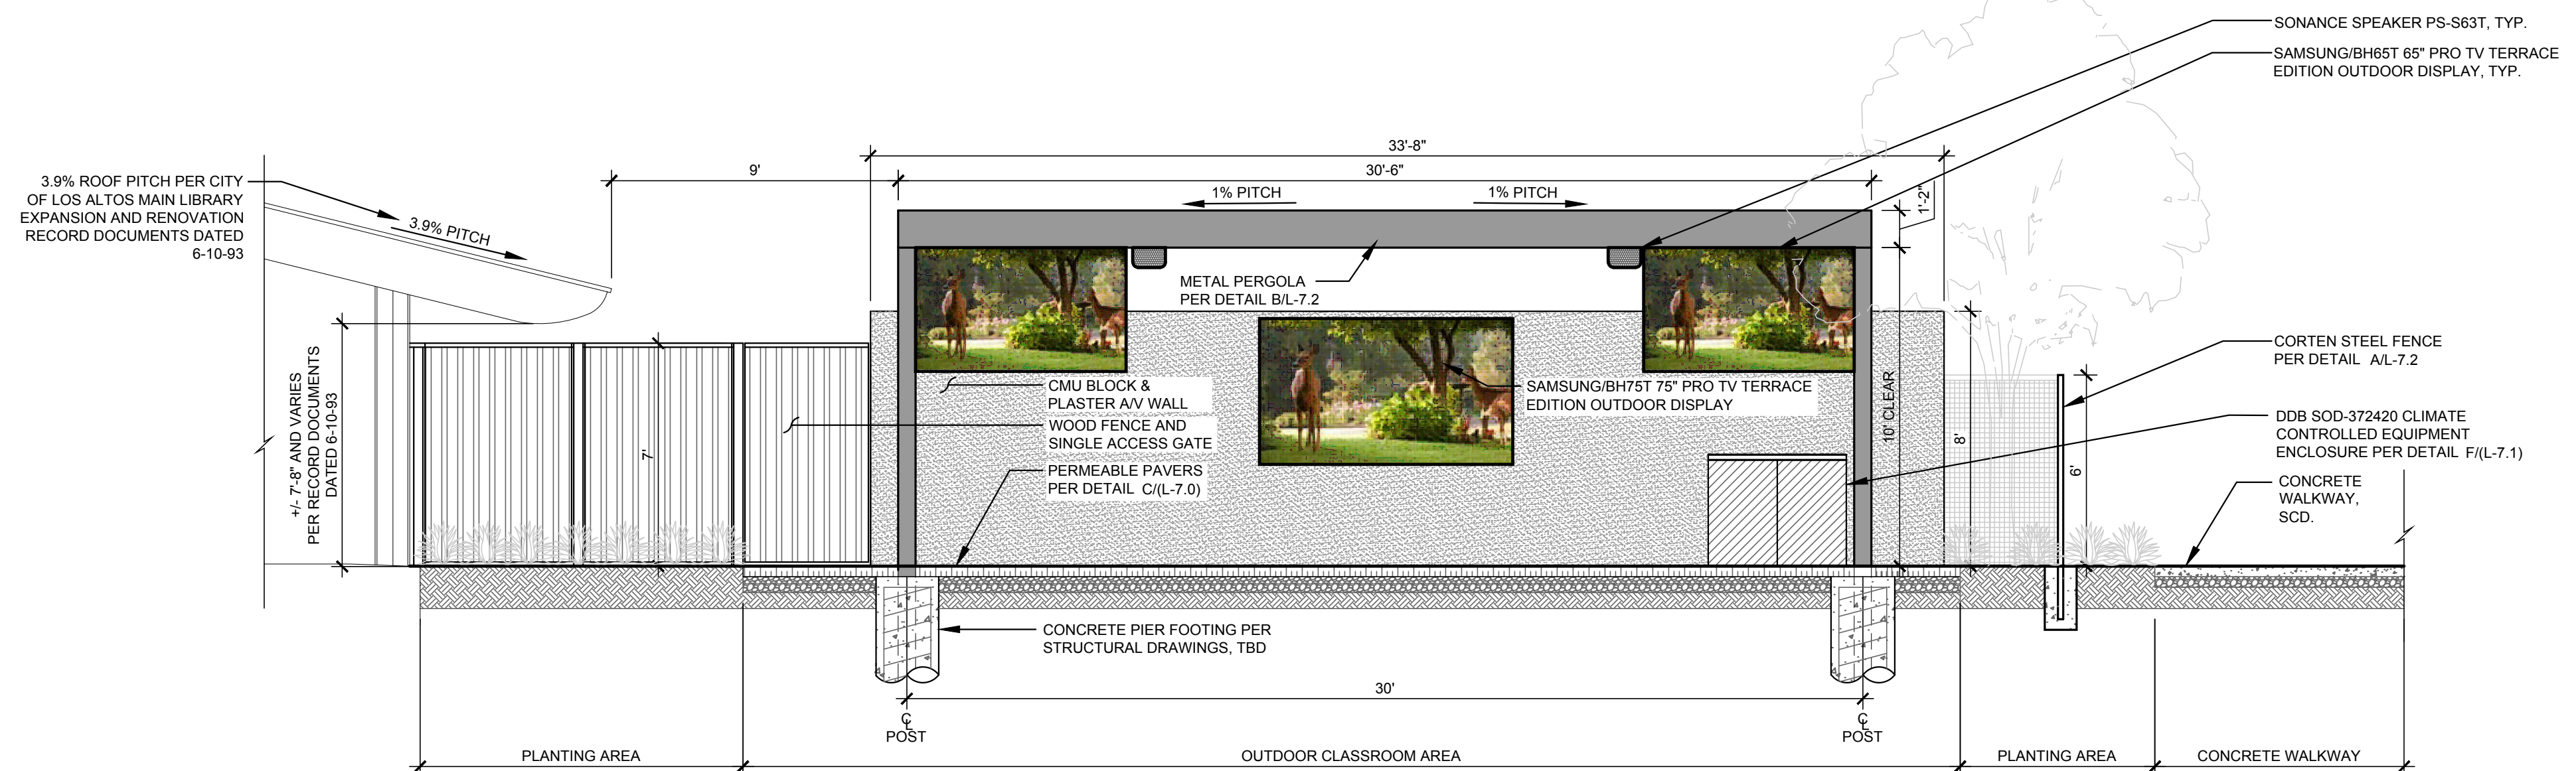 SONANCE SPEAKER PS-S63T, TYP.
SAMSUNG/BH65T 65" PRO TV TERRACE
EDITION OUTDOOR DISPLAY, TYP.
33'-8"
9'
30'-6"
3.9% ROOF PITCH PER CITY
OF LOS ALTOS MAIN LIBRARY
EXPANSION AND RENOVATION
RECORD DOCUMENTS DATED
6-10-93
3.9% PITCH
1% PITCH
1% PITCH
1'-2"
METAL PERGOLA
PER DETAIL B/L-7.2
CORTEN STEEL FENCE
PER DETAIL A/L-7.2
+/- 7'-8" AND VARIES
PER RECORD DOCUMENTS
DATED 6-10-93
7'
CMU BLOCK &
PLASTER A/V WALL
WOOD FENCE AND
SINGLE ACCESS GATE
PERMEABLE PAVERS
PER DETAIL C/(L-7.0)
SAMSUNG/BH75T 75" PRO TV TERRACE
EDITION OUTDOOR DISPLAY
10' CLEAR
8'
6'
DDB SOD-372420 CLIMATE
CONTROLLED EQUIPMENT
ENCLOSURE PER DETAIL F/(L-7.1)
CONCRETE
WALKWAY,
SCD.
CONCRETE PIER FOOTING PER
STRUCTURAL DRAWINGS, TBD
30'
CL
POST
CL
POST
PLANTING AREA
OUTDOOR CLASSROOM AREA
PLANTING AREA
CONCRETE WALKWAY